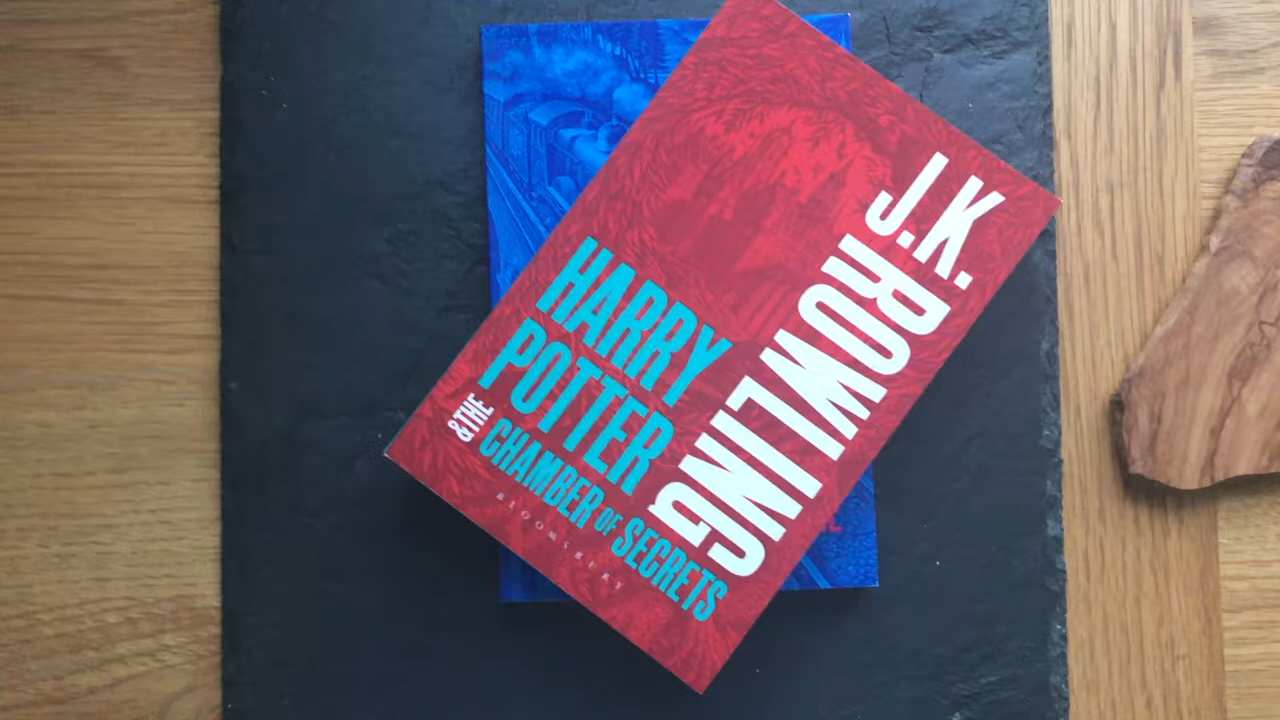 J.K.
ROWLING
HARRY
POTTER
&THE
CHAMBER OF SECRETS
BLOOMSBURY